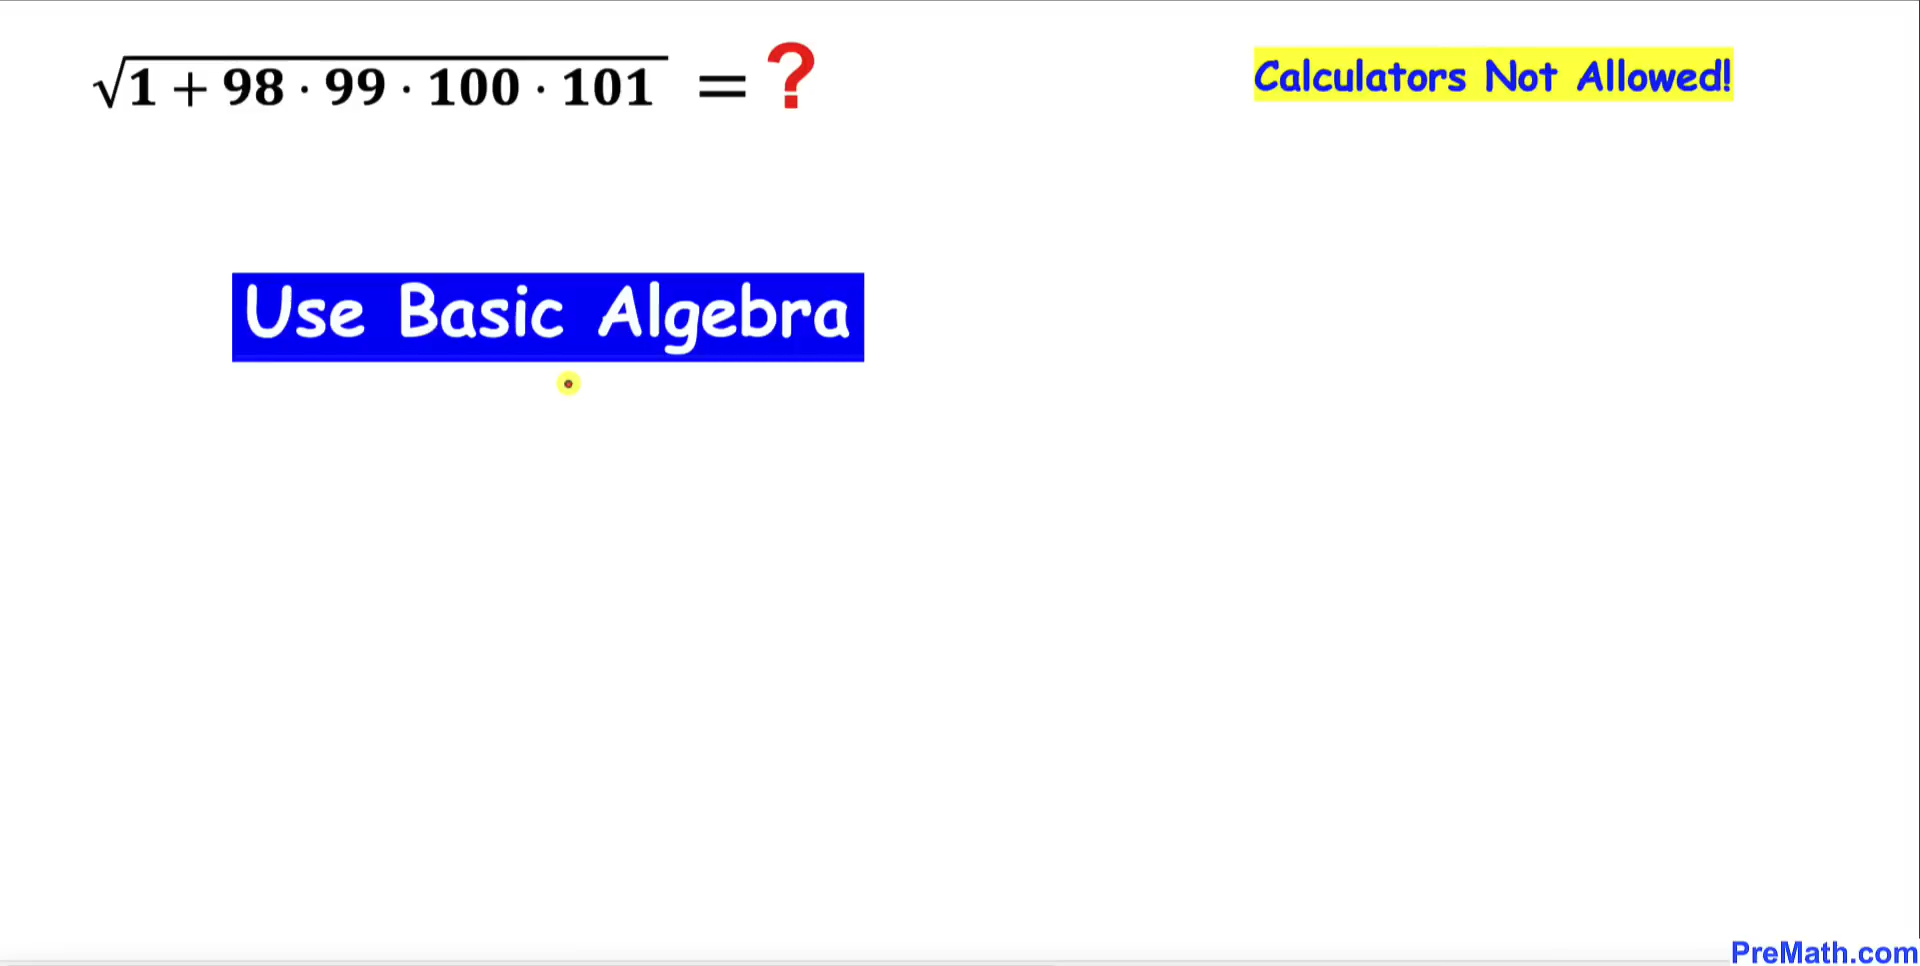 √1 + 98 · 99 · 100 · 101 = ?
Calculators Not Allowed!
Use Basic Algebra
PreMath.com